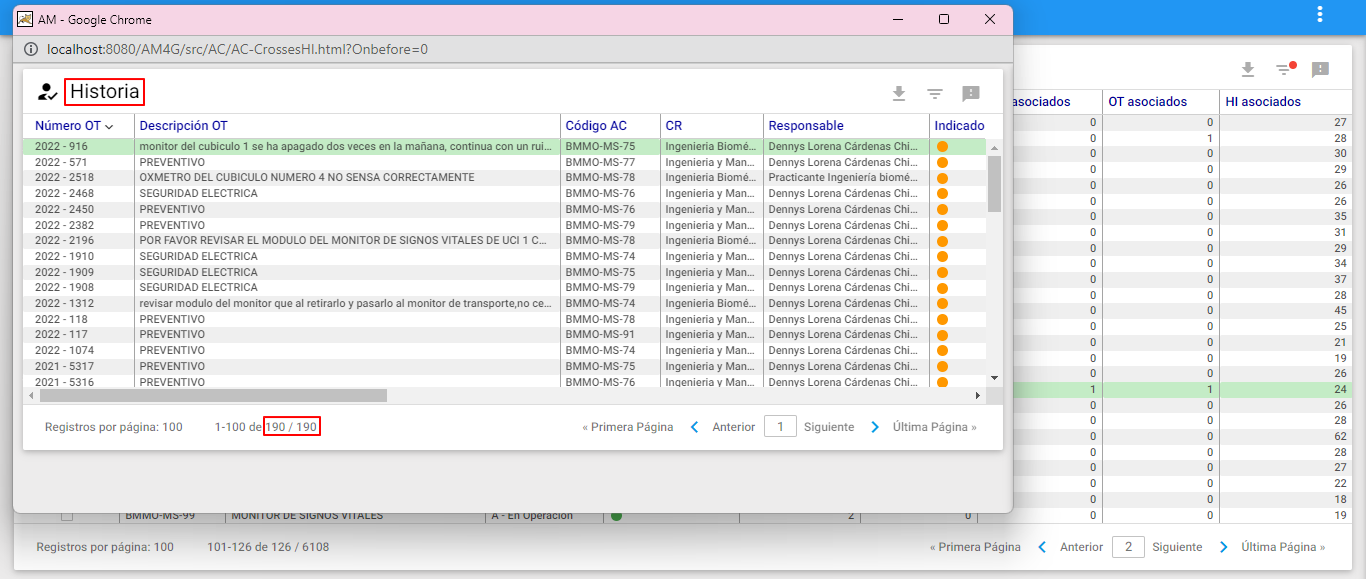 AM - Google Chrome
localhost:8080/AM4G/src/AC/AC-CrossesHI.html?Onbefore=0
Historia
Número OT Descripción OT Código AC CR Responsable Indicado
2022 - 916 monitor del cubiculo 1 se ha apagado dos veces en la mañana, continua con un rui... BMMO-MS-75 Ingenieria Biomé... Dennys Lorena Cárdenas Chi...
2022 - 571 PREVENTIVO BMMO-MS-77 Ingenieria y Man... Dennys Lorena Cárdenas Chi...
2022 - 2518 OXMETRO DEL CUBICULO NUMERO 4 NO SENSA CORRECTAMENTE BMMO-MS-78 Ingenieria Biomé... Practicante Ingeniería biomé...
2022 - 2468 SEGURIDAD ELECTRICA BMMO-MS-76 Ingenieria y Man... Dennys Lorena Cárdenas Chi...
2022 - 2450 PREVENTIVO BMMO-MS-76 Ingenieria y Man... Dennys Lorena Cárdenas Chi...
2022 - 2382 PREVENTIVO BMMO-MS-79 Ingenieria y Man... Dennys Lorena Cárdenas Chi...
2022 - 2196 POR FAVOR REVISAR EL MODULO DEL MONITOR DE SIGNOS VITALES DE UCI 1 C... BMMO-MS-78 Ingenieria Biomé... Dennys Lorena Cárdenas Chi...
2022 - 1910 SEGURIDAD ELECTRICA BMMO-MS-74 Ingenieria y Man... Dennys Lorena Cárdenas Chi...
2022 - 1909 SEGURIDAD ELECTRICA BMMO-MS-75 Ingenieria y Man... Dennys Lorena Cárdenas Chi...
2022 - 1908 SEGURIDAD ELECTRICA BMMO-MS-79 Ingenieria y Man... Dennys Lorena Cárdenas Chi...
2022 - 1312 revisar modulo del monitor que al retirarlo y pasarlo al monitor de transporte,no ce... BMMO-MS-74 Ingenieria Biomé... Dennys Lorena Cárdenas Chi...
2022 - 118 PREVENTIVO BMMO-MS-78 Ingenieria y Man... Dennys Lorena Cárdenas Chi...
2022 - 117 PREVENTIVO BMMO-MS-91 Ingenieria y Man... Dennys Lorena Cárdenas Chi...
2022 - 1074 PREVENTIVO BMMO-MS-74 Ingenieria y Man... Dennys Lorena Cárdenas Chi...
2021 - 5317 PREVENTIVO BMMO-MS-75 Ingenieria y Man... Dennys Lorena Cárdenas Chi...
2021 - 5316 PREVENTIVO BMMO-MS-76 Ingenieria y Man... Dennys Lorena Cárdenas Chi...
Registros por página: 100 1-100 de 190 / 190 « Primera Página Anterior 1 Siguiente Última Página »
asociados OT asociados HI asociados
0 0 27
0 1 28
0 0 30
0 0 29
0 0 26
0 0 26
0 0 35
0 0 31
0 0 29
0 0 34
0 0 37
0 0 28
0 0 45
0 0 25
0 0 21
0 0 19
0 0 26
1 1 24
0 0 26
0 0 28
0 0 62
0 0 28
0 0 27
0 0 22
0 0 18
BMMO-MS-99 MONITOR DE SIGNOS VITALES A - En Operación 2 0 0 0 19
Registros por página: 100 101-126 de 126 / 6108 « Primera Página Anterior 2 Siguiente Última Página »